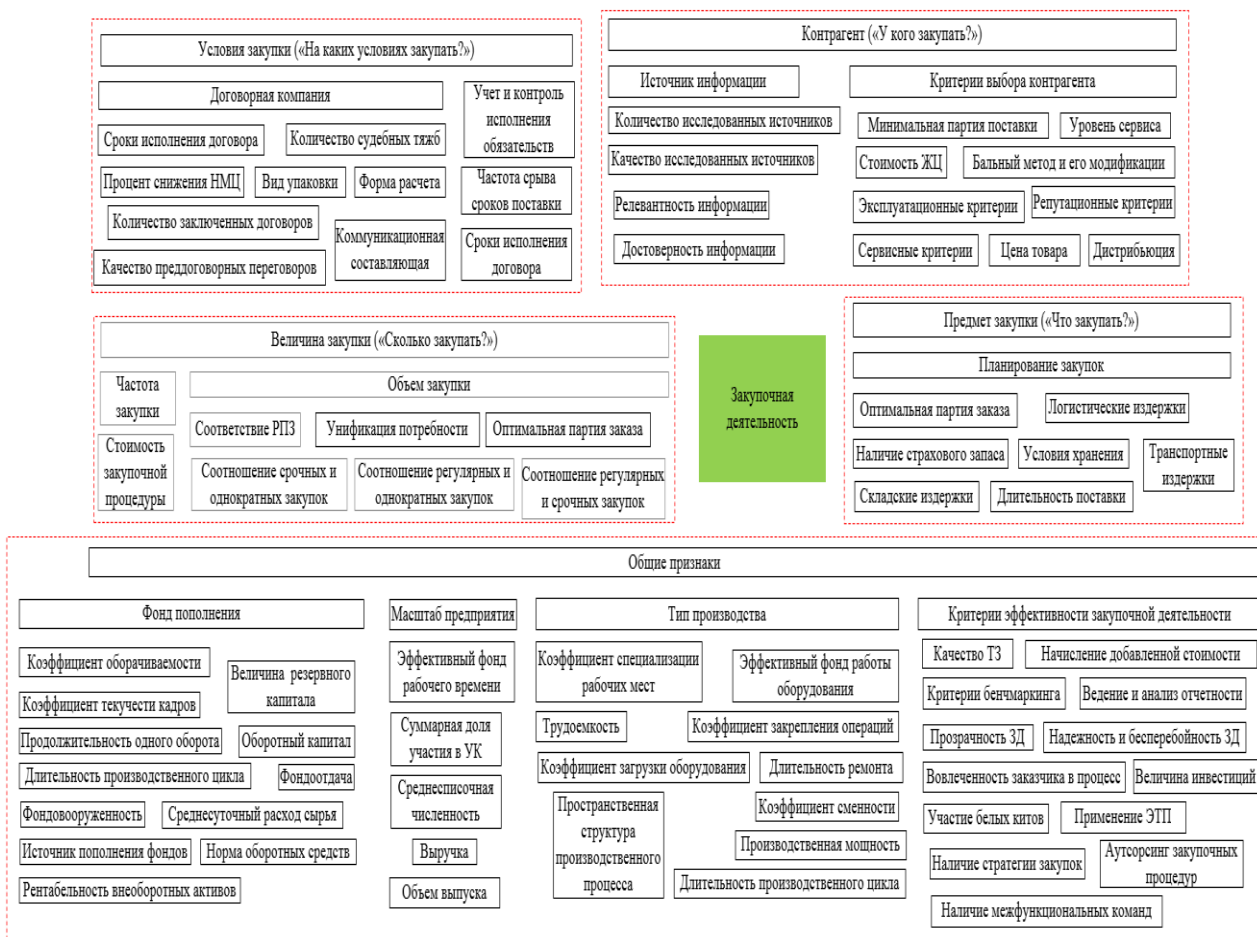 Условия закупки («На каких условиях закупать?»)
Договорная компания
Учет и контроль
исполнения
обязательств
Сроки исполнения договора
Количество судебных тяжб
Процент снижения НМЦ
Вид упаковки
Форма расчета
Частота срыва
сроков поставки
Количество заключенных договоров
Коммуникационная
составляющая
Сроки исполнения
договора
Качество преддоговорных переговоров
Контрагент («У кого закупать?»)
Источник информации
Критерии выбора контрагента
Количество исследованных источников
Качество исследованных источников
Релевантность информации
Достоверность информации
Минимальная партия поставки
Уровень сервиса
Стоимость ЖЦ
Бальный метод и его модификации
Эксплуатационные критерии
Репутационные критерии
Сервисные критерии
Цена товара
Дистрибьюция
Величина закупки («Сколько закупать?»)
Частота
закупки
Объем закупки
Стоимость
закупочной
процедуры
Соответствие РПЗ
Унификация потребности
Оптимальная партия заказа
Соотношение срочных и
однократных закупок
Соотношение регулярных и
однократных закупок
Соотношение регулярных
и срочных закупок
Закупочная
деятельность
Предмет закупки («Что закупать?»)
Планирование закупок
Оптимальная партия заказа
Логистические издержки
Наличие страхового запаса
Условия хранения
Транспортные
издержки
Складские издержки
Длительность поставки
Общие признаки
Фонд пополнения
Коэффициент оборачиваемости
Величина резервного
капитала
Коэффициент текучести кадров
Продолжительность одного оборота
Оборотный капитал
Длительность производственного цикла
Фондоотдача
Фондовооруженность
Среднесуточный расход сырья
Источник пополнения фондов
Норма оборотных средств
Рентабельность внеоборотных активов
Масштаб предприятия
Эффективный фонд
рабочего времени
Суммарная доля
участия в УК
Среднесписочная
численность
Выручка
Объем выпуска
Тип производства
Коэффициент специализации
рабочих мест
Эффективный фонд работы
оборудования
Трудоемкость
Коэффициент закрепления операций
Коэффициент загрузки оборудования
Длительность ремонта
Пространственная
структура
производственного
процесса
Коэффициент сменности
Производственная мощность
Длительность производственного цикла
Критерии эффективности закупочной деятельности
Качество ТЗ
Начисление добавленной стоимости
Критерии бенчмаркинга
Ведение и анализ отчетности
Прозрачность ЗД
Надежность и бесперебойность ЗД
Вовлеченность заказчика в процесс
Величина инвестиций
Участие белых китов
Применение ЭТП
Наличие стратегии закупок
Аутсорсинг закупочных
процедур
Наличие межфункциональных команд